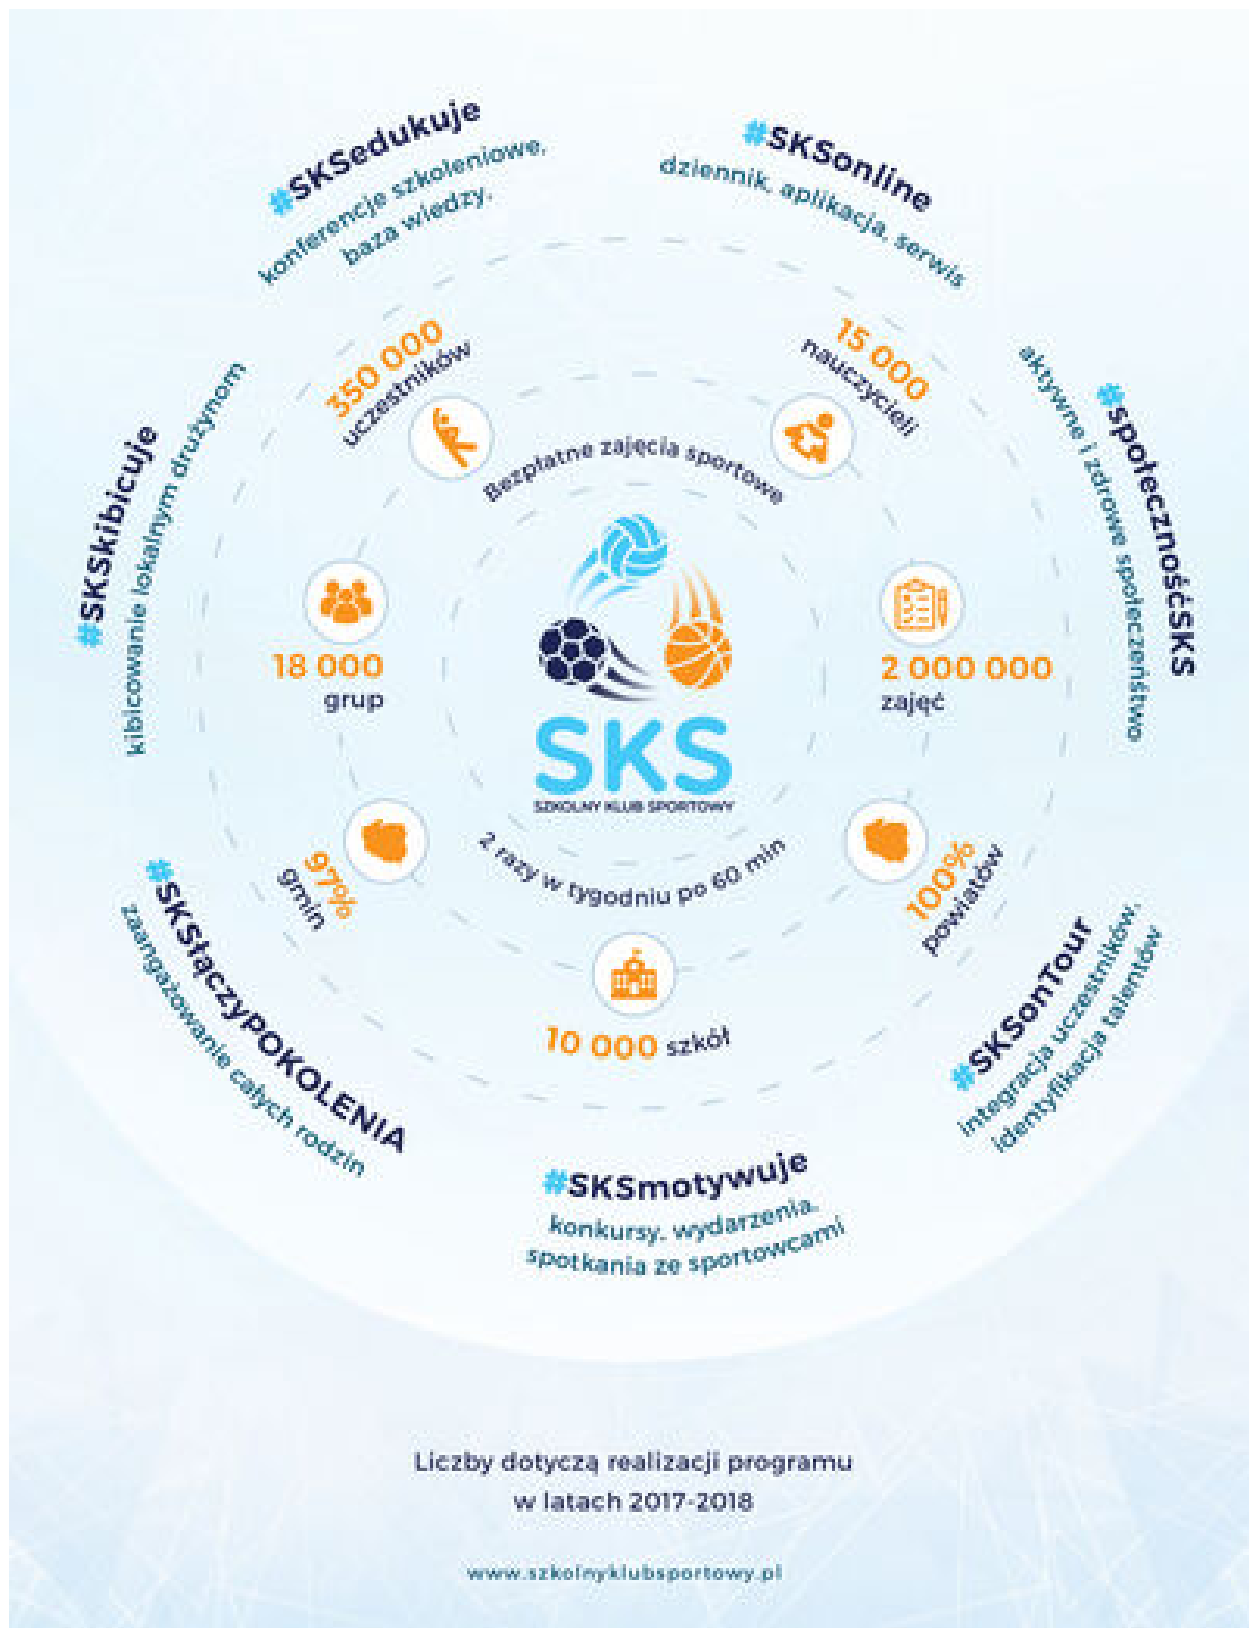 #SKSedukuje
konferencje szkoleniowe,
baza wiedzy,
#SKSonline
dziennik, aplikacja, serwis
#społecznośćSKS
aktywne i zdrowe społeczeństwo
#SKSonTour
integracja uczestników,
identyfikacja talentów
#SKSmotywuje
konkursy, wydarzenia,
spotkania ze sportowcami
#SKSłączyPOKOLENIA
zaangażowanie całych rodzin
#SKSkibicuje
kibicowanie lokalnym drużynom
350 000
uczestników
15 000
nauczycieli
2 000 000
zajęć
100%
powiatów
10 000 szkół
97%
gmin
18 000
grup
Bezpłatne zajęcia sportowe
SKS
SZKOLNY KLUB SPORTOWY
2 razy w tygodniu po 60 min
Liczby dotyczą realizacji programu
w latach 2017-2018
www.szkolnyklubsportowy.pl